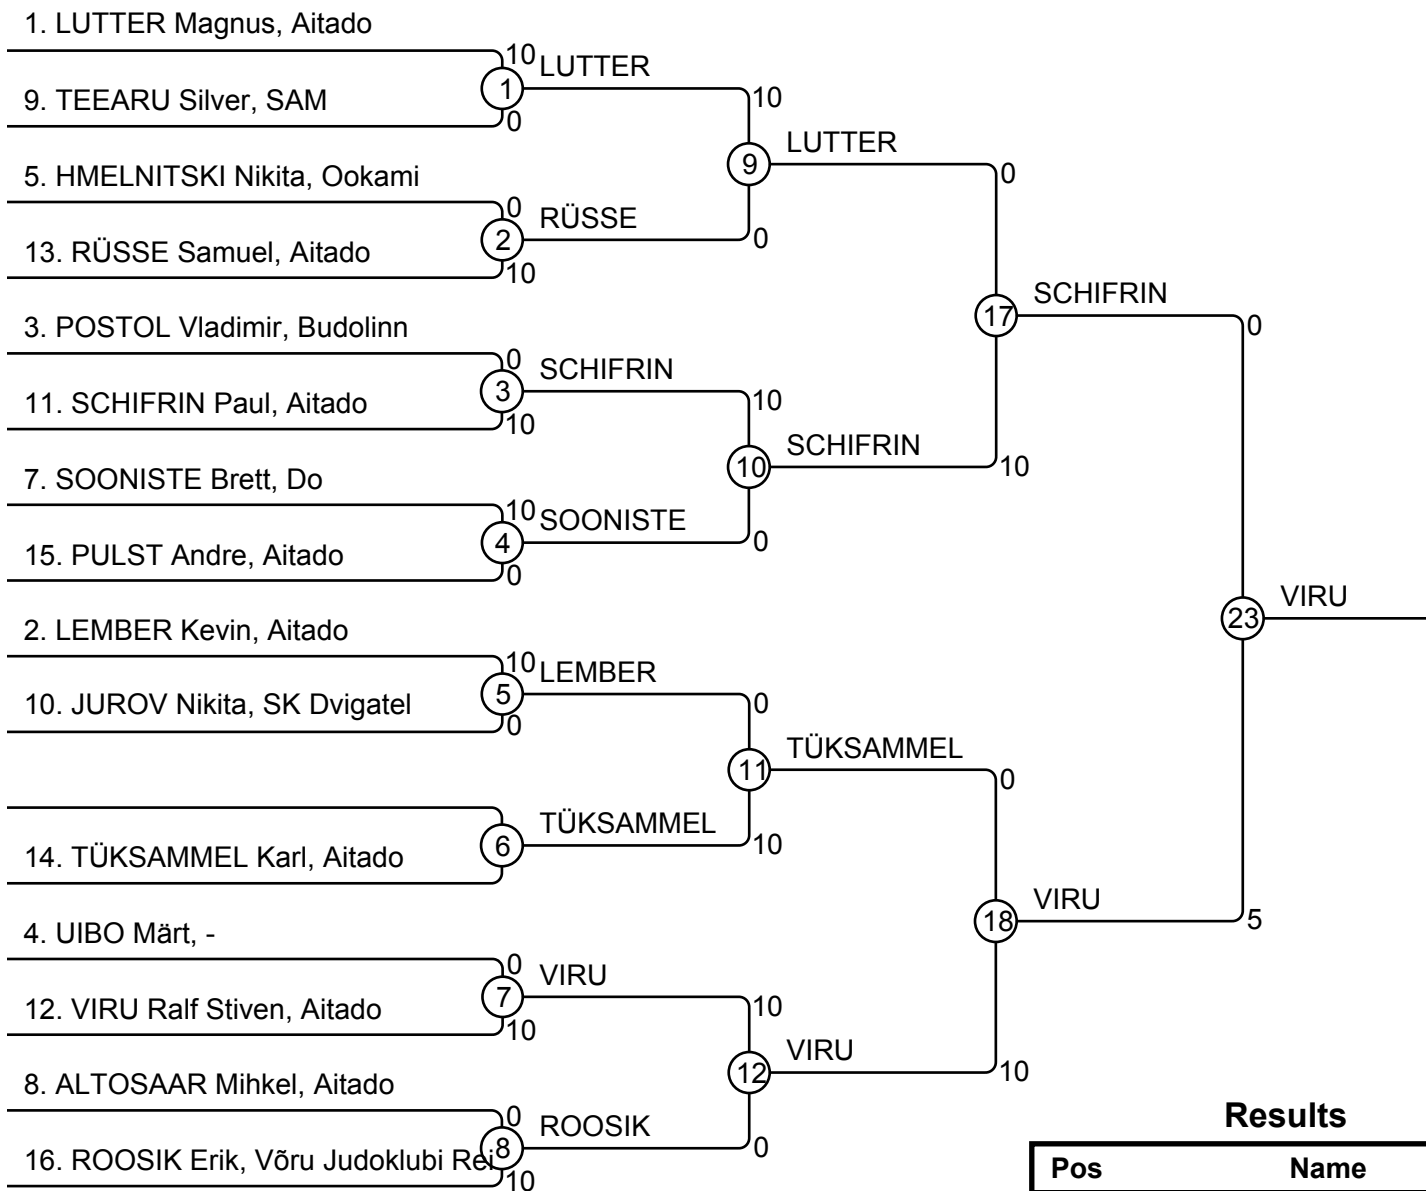 1. LUTTER Magnus, Aitado
10
LUTTER
1
10
9. TEEARU Silver, SAM
0
LUTTER
9
0
5. HMELNITSKI Nikita, Ookami
0
RÜSSE
2
0
13. RÜSSE Samuel, Aitado
10
SCHIFRIN
17
0
3. POSTOL Vladimir, Budolinn
0
SCHIFRIN
3
10
11. SCHIFRIN Paul, Aitado
10
SCHIFRIN
10
10
7. SOONISTE Brett, Do
10
SOONISTE
4
0
15. PULST Andre, Aitado
0
VIRU
23
2. LEMBER Kevin, Aitado
10
LEMBER
5
0
10. JUROV Nikita, SK Dvigatel
0
TÜKSAMMEL
11
0
TÜKSAMMEL
6
10
14. TÜKSAMMEL Karl, Aitado
VIRU
18
5
4. UIBO Märt, -
0
VIRU
7
10
12. VIRU Ralf Stiven, Aitado
10
VIRU
12
10
8. ALTOSAAR Mihkel, Aitado
0
ROOSIK
8
0
16. ROOSIK Erik, Võru Judoklubi Rei
10
Results
Pos Name